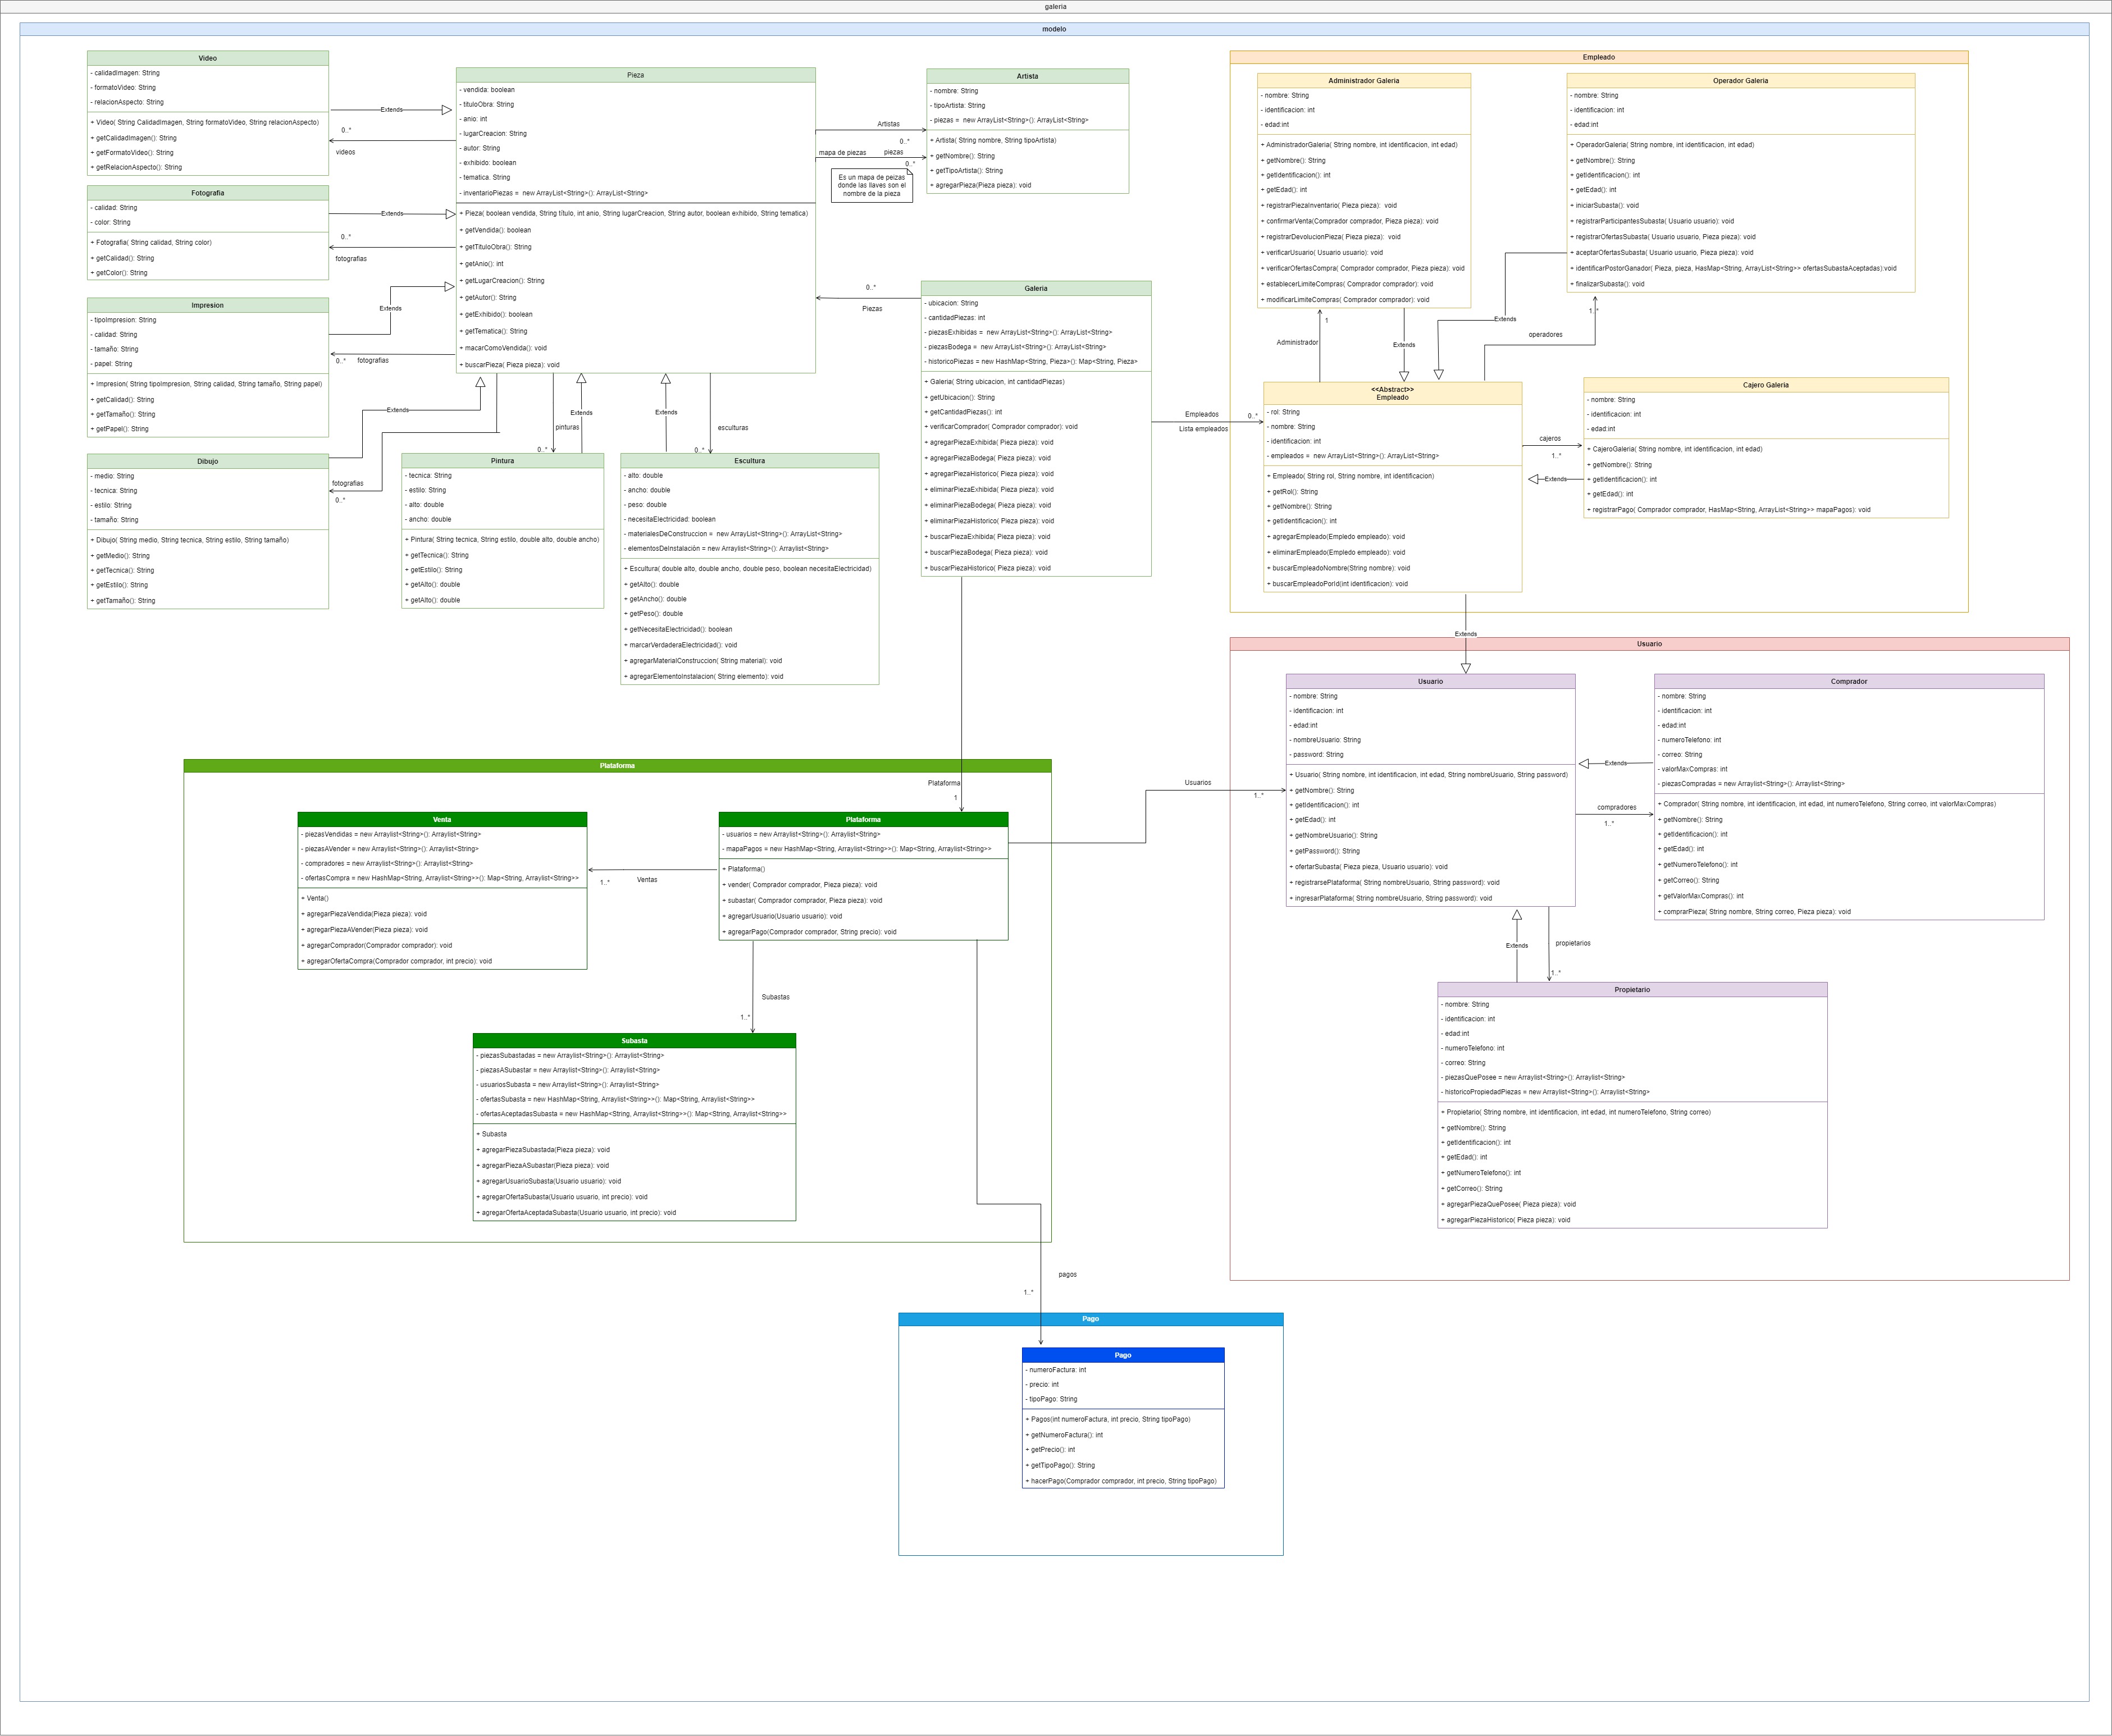 galeria
modelo
Video
- calidadImagen: String
- formatoVideo: String
- relacionAspecto: String
+ Video( String CalidadImagen, String formatoVideo, String relacionAspecto)
+ getCalidadImagen(): String
+ getFormatoVideo(): String
+ getRelacionAspecto(): String
Extends
0..*
videos
Fotografia
- calidad: String
- color: String
+ Fotografia( String calidad, String color)
+ getCalidad(): String
+ getColor(): String
Extends
0..*
fotografias
Impresion
- tipoImpresion: String
- calidad: String
- tamaño: String
- papel: String
+ Impresion( String tipoImpresion, String calidad, String tamaño, String papel)
+ getCalidad(): String
+ getTamaño(): String
+ getPapel(): String
Extends
0..*
fotografias
Dibujo
- medio: String
- tecnica: String
- estilo: String
- tamaño: String
+ Dibujo( String medio, String tecnica, String estilo, String tamaño)
+ getMedio(): String
+ getTecnica(): String
+ getEstilo(): String
+ getTamaño(): String
Extends
fotografias
0..*
Pieza
- vendida: boolean
- tituloObra: String
- anio: int
- lugarCreacion: String
- autor: String
- exhibido: boolean
- tematica: String
- inventarioPiezas = new ArrayList<String>(): ArrayList<String>
+ Pieza( boolean vendida, String título, int anio, String lugarCreacion, String autor, boolean exhibido, String tematica)
+ getVendida(): boolean
+ getTituloObra(): String
+ getAnio(): int
+ getLugarCreacion(): String
+ getAutor(): String
+ getExhibido(): boolean
+ getTematica(): String
+ macarComoVendida(): void
+ buscarPieza( Pieza pieza): void
Artistas
0..*
mapa de piezas
piezas
0..*
Es un mapa de peizas
donde las llaves son el
nombre de la pieza
Artista
- nombre: String
- tipoArtista: String
- piezas = new ArrayList<String>(): ArrayList<String>
+ Artista( String nombre, String tipoArtista)
+ getNombre(): String
+ getTipoArtista(): String
+ agregarPieza(Pieza pieza): void
pinturas
0..*
Extends
Extends
esculturas
0..*
Pintura
- tecnica: String
- estilo: String
- alto: double
- ancho: double
+ Pintura( String tecnica, String estilo, double alto, double ancho)
+ getTecnica(): String
+ getEstilo(): String
+ getAlto(): double
+ getAlto(): double
Escultura
- alto: double
- ancho: double
- peso: double
- necesitaElectricidad: boolean
- materialesDeConstruccion = new ArrayList<String>(): ArrayList<String>
- elementosDeInstalación = new Arraylist<String>(): Arraylist<String>
+ Escultura( double alto, double ancho, double peso, boolean necesitaElectricidad)
+ getAlto(): double
+ getAncho(): double
+ getPeso(): double
+ getNecesitaElectricidad(): boolean
+ marcarVerdaderaElectricidad(): void
+ agregarMaterialConstruccion( String material): void
+ agregarElementoInstalacion( String elemento): void
0..*
Piezas
Galeria
- ubicacion: String
- cantidadPiezas: int
- piezasExhibidas = new ArrayList<String>(): ArrayList<String>
- piezasBodega = new ArrayList<String>(): ArrayList<String>
- historicoPiezas = new HashMap<String, Pieza>(): Map<String, Pieza>
+ Galeria( String ubicacion, int cantidadPiezas)
+ getUbicacion(): String
+ getCantidadPiezas(): int
+ verificarComprador( Comprador comprador): void
+ agregarPiezaExhibida( Pieza pieza): void
+ agregarPiezaBodega( Pieza pieza): void
+ agregarPiezaHistorico( Pieza pieza): void
+ eliminarPiezaExhibida( Pieza pieza): void
+ eliminarPiezaBodega( Pieza pieza): void
+ eliminarPiezaHistorico( Pieza pieza): void
+ buscarPiezaExhibida( Pieza pieza): void
+ buscarPiezaBodega( Pieza pieza): void
+ buscarPiezaHistorico( Pieza pieza): void
Empleados
0..*
Lista empleados
Empleado
Administrador Galeria
- nombre: String
- identificacion: int
- edad:int
+ AdministradorGaleria( String nombre, int identificacion, int edad)
+ getNombre(): String
+ getIdentificacion(): int
+ getEdad(): int
+ registrarPiezaInventario( Pieza pieza): void
+ confirmarVenta(Comprador comprador, Pieza pieza): void
+ registrarDevolucionPieza( Pieza pieza): void
+ verificarUsuario( Usuario usuario): void
+ verificarOfertasCompra( Comprador comprador, Pieza pieza): void
+ establecerLimiteCompras( Comprador comprador): void
+ modificarLimiteCompras( Comprador comprador): void
Operador Galeria
- nombre: String
- identificacion: int
- edad:int
+ OperadorGaleria( String nombre, int identificacion, int edad)
+ getNombre(): String
+ getIdentificacion(): int
+ getEdad(): int
+ iniciarSubasta(): void
+ registrarParticipantesSubasta( Usuario usuario): void
+ registrarOfertasSubasta( Usuario usuario, Pieza pieza): void
+ aceptarOfertasSubasta( Usuario usuario, Pieza pieza): void
+ identificarPostorGanador( Pieza, pieza, HasMap<String, ArrayList<String>> ofertasSubastaAceptadas):void
+ finalizarSubasta(): void
1
Administrador
Extends
Extends
1..*
operadores
<<Abstract>>
Empleado
- rol: String
- nombre: String
- identificacion: int
- empleados = new ArrayList<String>(): ArrayList<String>
+ Empleado( String rol, String nombre, int identificacion)
+ getRol(): String
+ getNombre(): String
+ getIdentificacion(): int
+ agregarEmpleado(Empledo empleado): void
+ eliminarEmpleado(Empledo empleado): void
+ buscarEmpleadoNombre(String nombre): void
+ buscarEmpleadoPorId(int identificacion): void
cajeros
1..*
Extends
Cajero Galeria
- nombre: String
- identificacion: int
- edad:int
+ CajeroGaleria( String nombre, int identificacion, int edad)
+ getNombre(): String
+ getIdentificacion(): int
+ getEdad(): int
+ registrarPago( Comprador comprador, HasMap<String, ArrayList<String>> mapaPagos): void
Extends
Usuario
Usuario
- nombre: String
- identificacion: int
- edad:int
- nombreUsuario: String
- password: String
+ Usuario( String nombre, int identificacion, int edad, String nombreUsuario, String password)
+ getNombre(): String
+ getIdentificacion(): int
+ getEdad(): int
+ getNombreUsuario(): String
+ getPassword(): String
+ ofertarSubasta( Pieza pieza, Usuario usuario): void
+ registrarsePlataforma( String nombreUsuario, String password): void
+ ingresarPlataforma( String nombreUsuario, String password): void
Extends
compradores
1..*
Comprador
- nombre: String
- identificacion: int
- edad:int
- numeroTelefono: int
- correo: String
- valorMaxCompras: int
- piezasCompradas = new Arraylist<String>(): Arraylist<String>
+ Comprador( String nombre, int identificacion, int edad, int numeroTelefono, String correo, int valorMaxCompras)
+ getNombre(): String
+ getIdentificacion(): int
+ getEdad(): int
+ getNumeroTelefono(): int
+ getCorreo(): String
+ getValorMaxCompras(): int
+ comprarPieza( String nombre, String correo, Pieza pieza): void
Extends
propietarios
1..*
Propietario
- nombre: String
- identificacion: int
- edad:int
- numeroTelefono: int
- correo: String
- piezasQuePosee = new Arraylist<String>(): Arraylist<String>
- historicoPropiedadPiezas = new Arraylist<String>(): Arraylist<String>
+ Propietario( String nombre, int identificacion, int edad, int numeroTelefono, String correo)
+ getNombre(): String
+ getIdentificacion(): int
+ getEdad(): int
+ getNumeroTelefono(): int
+ getCorreo(): String
+ agregarPiezaQuePosee( Pieza pieza): void
+ agregarPiezaHistorico( Pieza pieza): void
Plataforma
Plataforma
1
Usuarios
1..*
Venta
- piezasVendidas = new Arraylist<String>(): Arraylist<String>
- piezasAVender = new Arraylist<String>(): Arraylist<String>
- compradores = new Arraylist<String>(): Arraylist<String>
- ofertasCompra = new HashMap<String, Arraylist<String>>(): Map<String, Arraylist<String>>
+ Venta()
+ agregarPiezaVendida(Pieza pieza): void
+ agregarPiezaAVender(Pieza pieza): void
+ agregarComprador(Comprador comprador): void
+ agregarOfertaCompra(Comprador comprador, int precio): void
1..*
Ventas
Plataforma
- usuarios = new Arraylist<String>(): Arraylist<String>
- mapaPagos = new HashMap<String, Arraylist<String>>(): Map<String, Arraylist<String>>
+ Plataforma()
+ vender( Comprador comprador, Pieza pieza): void
+ subastar( Comprador comprador, Pieza pieza): void
+ agregarUsuario(Usuario usuario): void
+ agregarPago(Comprador comprador, String precio): void
Subastas
1..*
Subasta
- piezasSubastadas = new Arraylist<String>(): Arraylist<String>
- piezasASubastar = new Arraylist<String>(): Arraylist<String>
- usuariosSubasta = new Arraylist<String>(): Arraylist<String>
- ofertasSubasta = new HashMap<String, Arraylist<String>>(): Map<String, Arraylist<String>>
- ofertasAceptadasSubasta = new HashMap<String, Arraylist<String>>(): Map<String, Arraylist<String>>
+ Subasta
+ agregarPiezaSubastada(Pieza pieza): void
+ agregarPiezaASubastar(Pieza pieza): void
+ agregarUsuarioSubasta(Usuario usuario): void
+ agregarOfertaSubasta(Usuario usuario, int precio): void
+ agregarOfertaAceptadaSubasta(Usuario usuario, int precio): void
pagos
1..*
Pago
Pago
- numeroFactura: int
- precio: int
- tipoPago: String
+ Pagos(int numeroFactura, int precio, String tipoPago)
+ getNumeroFactura(): int
+ getPrecio(): int
+ getTipoPago(): String
+ hacerPago(Comprador comprador, int precio, String tipoPago)